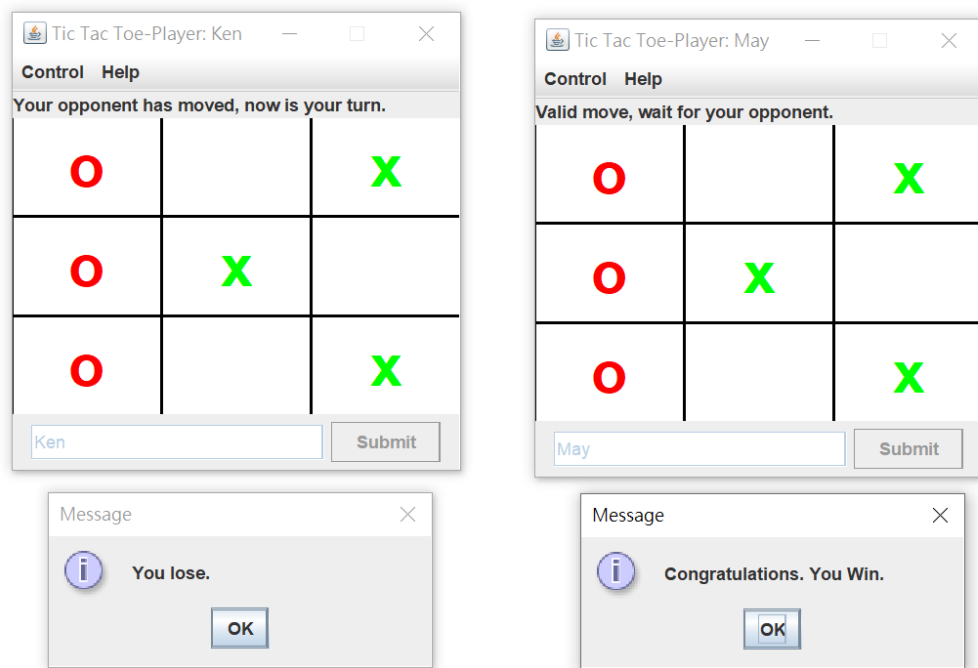 Tic Tac Toe-Player: Ken
Control Help
Your opponent has moved, now is your turn.
O X
O X
O X
Ken Submit
Message
You lose.
OK
Tic Tac Toe-Player: May
Control Help
Valid move, wait for your opponent.
O X
O X
O X
May Submit
Message
Congratulations. You Win.
OK